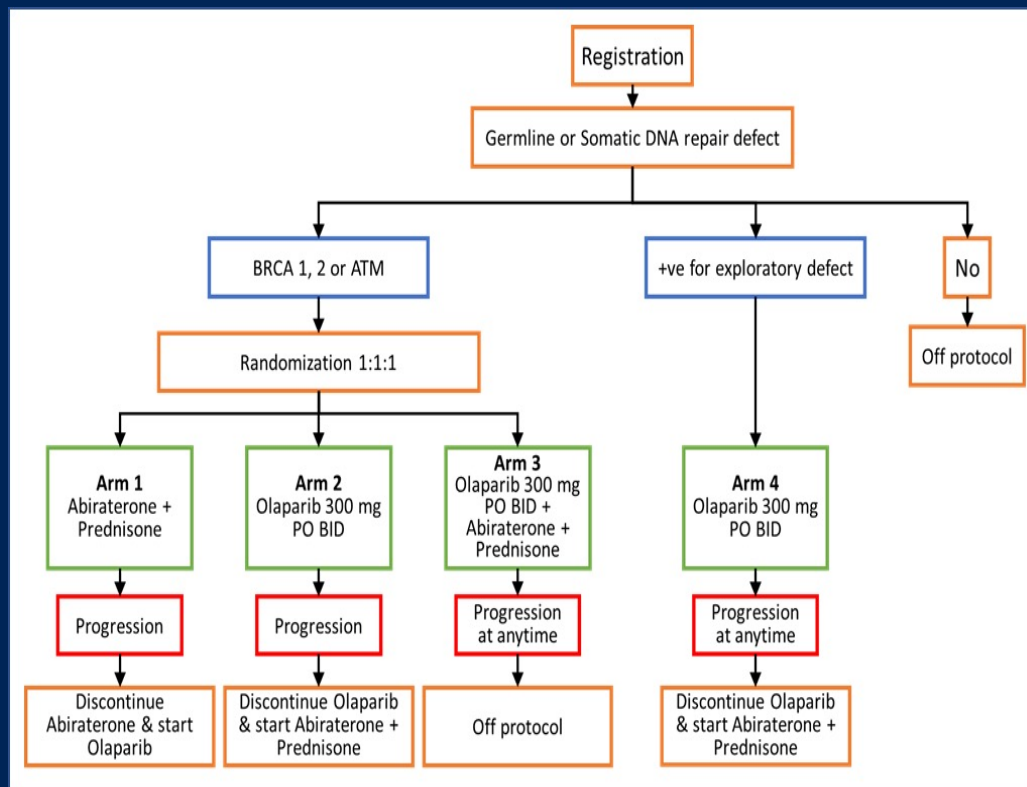 Registration
Germline or Somatic DNA repair defect
BRCA 1, 2 or ATM
+ve for exploratory defect
No
Randomization 1:1:1
Off protocol
Arm 1
Abiraterone +
Prednisone
Arm 2
Olaparib 300 mg
PO BID
Arm 3
Olaparib 300 mg
PO BID +
Abiraterone +
Prednisone
Arm 4
Olaparib 300 mg
PO BID
Progression
Progression
Progression
at anytime
Progression
at anytime
Discontinue
Abiraterone & start
Olaparib
Discontinue Olaparib
& start Abiraterone +
Prednisone
Off protocol
Discontinue Olaparib
& start Abiraterone +
Prednisone